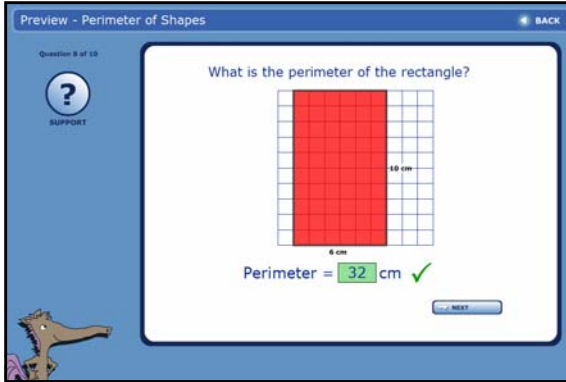 Preview - Perimeter of Shapes
BACK
Question 8 of 10
?
SUPPORT
What is the perimeter of the rectangle?
10 cm
6 cm
Perimeter = 32 cm
NEXT